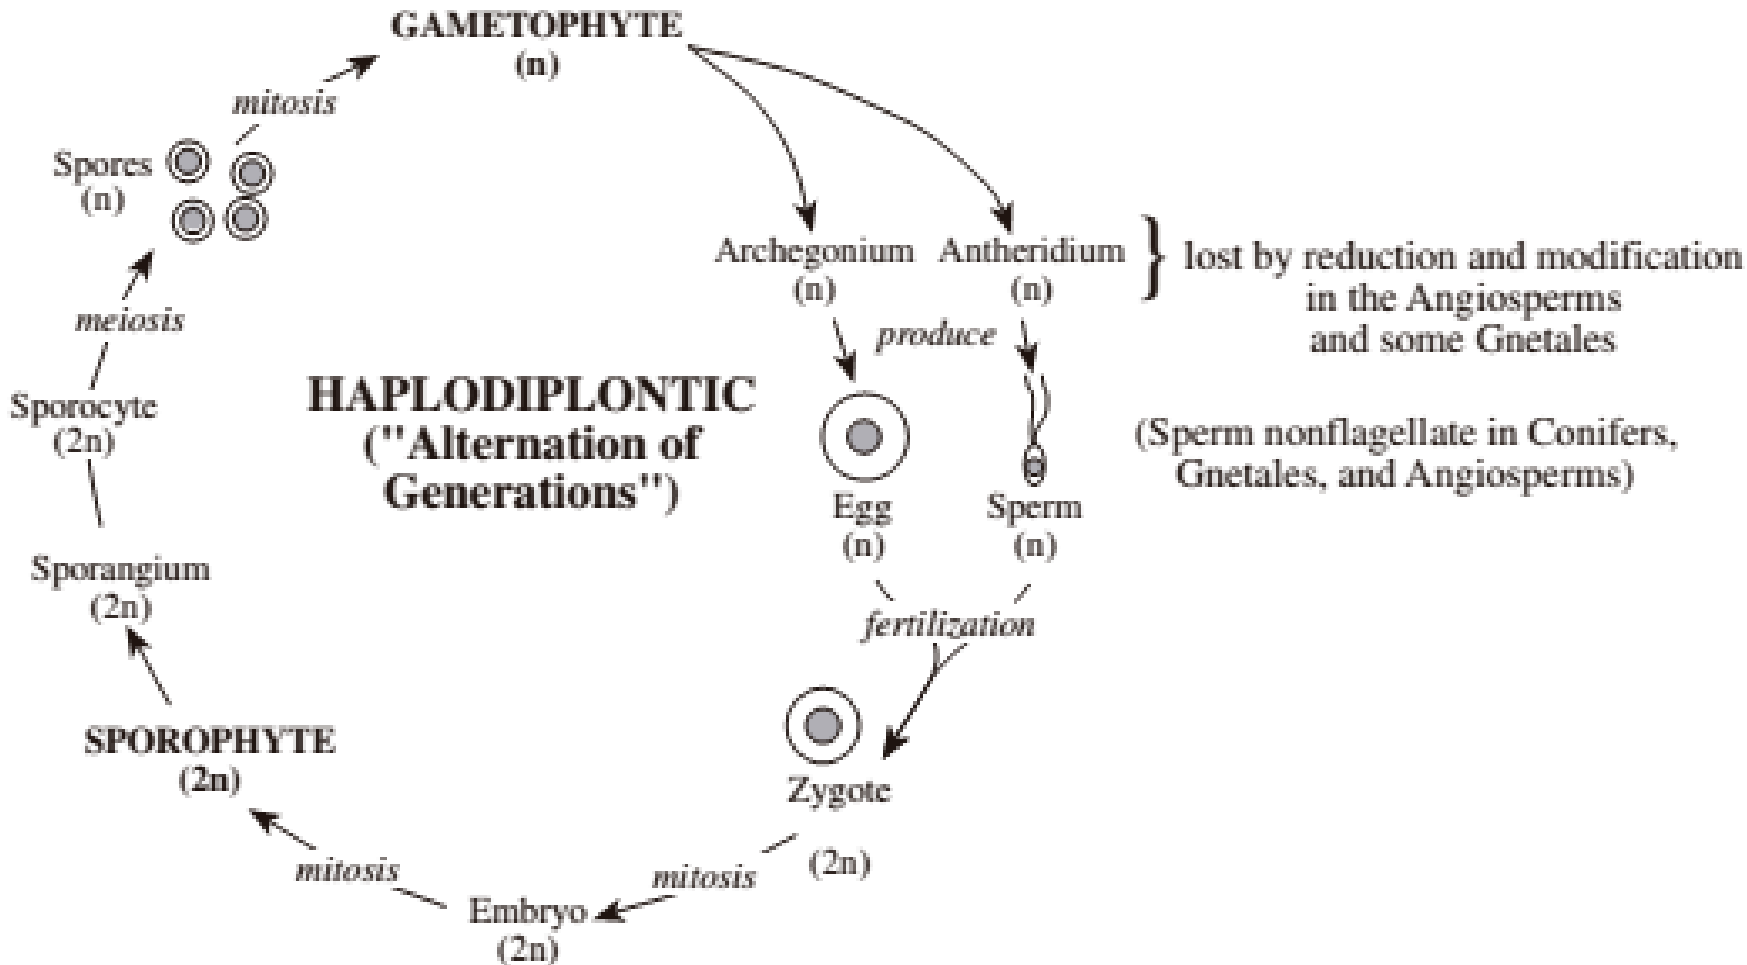 GAMETOPHYTE
(n)
mitosis
Spores
(n)
meiosis
Sporocyte
(2n)
Sporangium
(2n)
SPOROPHYTE
(2n)
mitosis
Embryo
(2n)
mitosis
Zygote
(2n)
fertilization
Egg
(n)
Sperm
(n)
produce
Archegonium
(n)
Antheridium
(n)
} lost by reduction and modification
in the Angiosperms
and some Gnetales
(Sperm nonflagellate in Conifers,
Gnetales, and Angiosperms)
HAPLODIPLONTIC
("Alternation of
Generations")